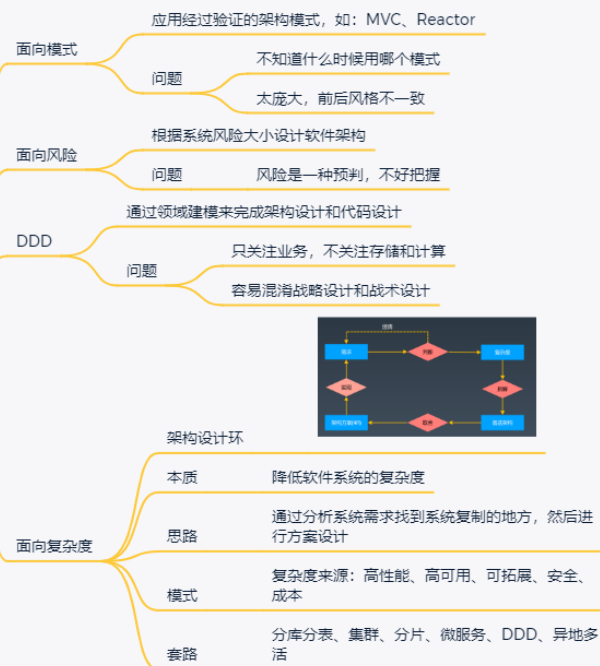 应用经过验证的架构模式，如：MVC、Reactor
面向模式
不知道什么时候用哪个模式
问题
太庞大，前后风格不一致
根据系统风险大小设计软件架构
面向风险
问题
风险是一种预判，不好把握
通过领域建模来完成架构设计和代码设计
DDD
只关注业务，不关注存储和计算
问题
容易混淆战略设计和战术设计
判断
复杂度
拆解
取舍
架构设计环
本质
降低软件系统的复杂度
通过分析系统需求找到系统复制的地方，然后进
行方案设计
思路
面向复杂度
复杂度来源：高性能、高可用、可拓展、安全、
成本
模式
分库分表、集群、分片、微服务、DDD、异地多
活
套路